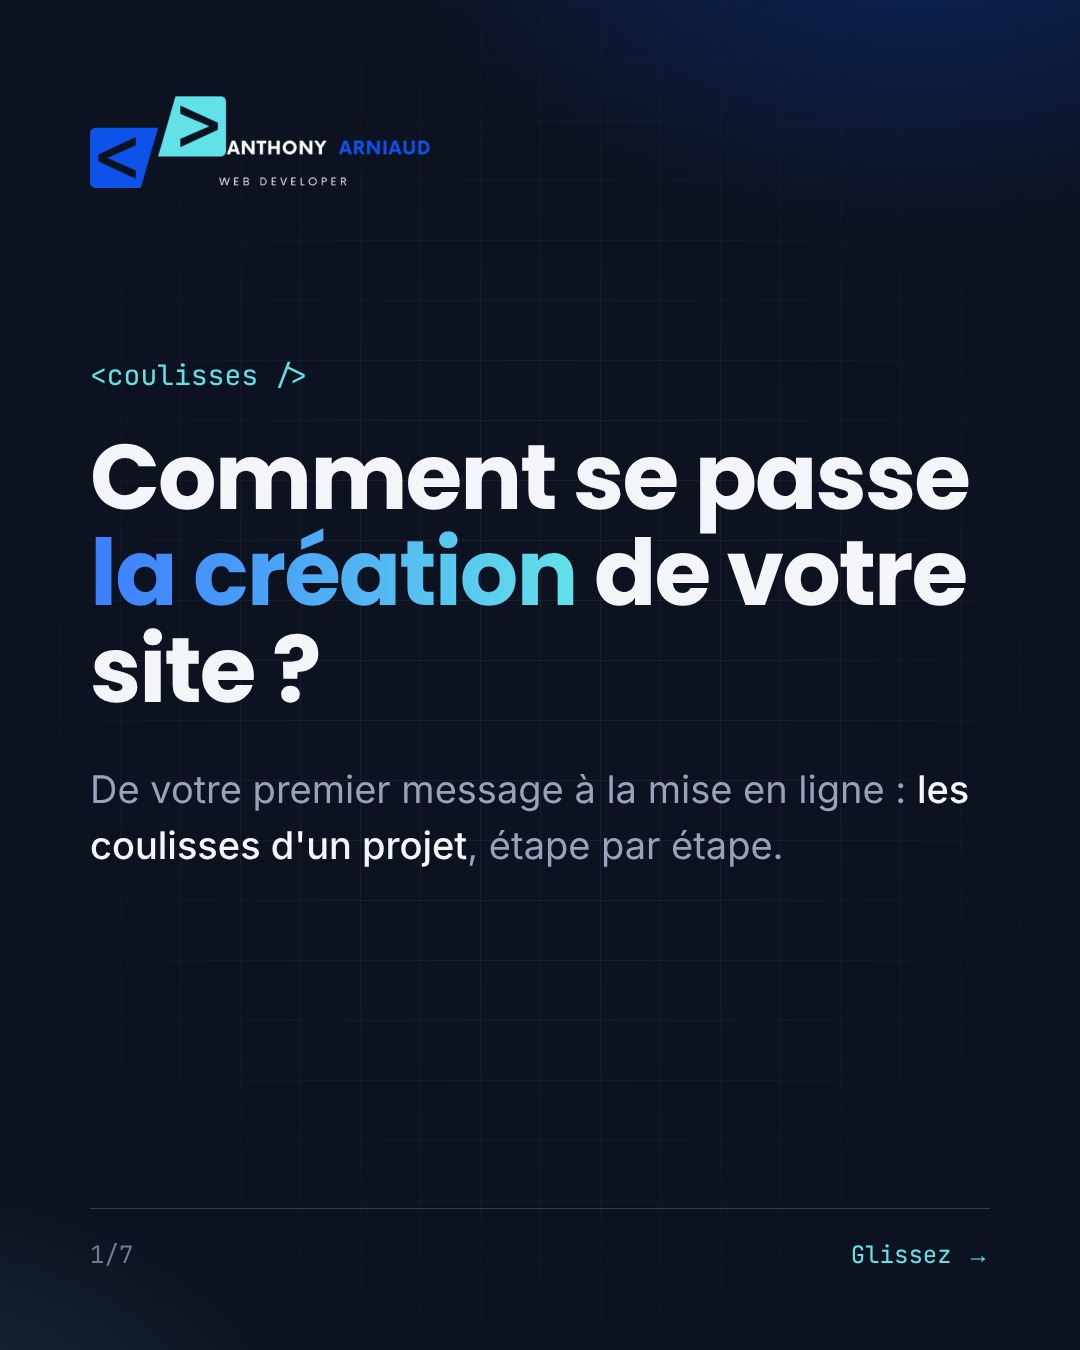 < >
ANTHONY ARNIAUD
WEB DEVELOPER
<coulisses />
Comment se passe
la création de votre
site ?
De votre premier message à la mise en ligne : les
coulisses d'un projet, étape par étape.
1/7
Glissez →